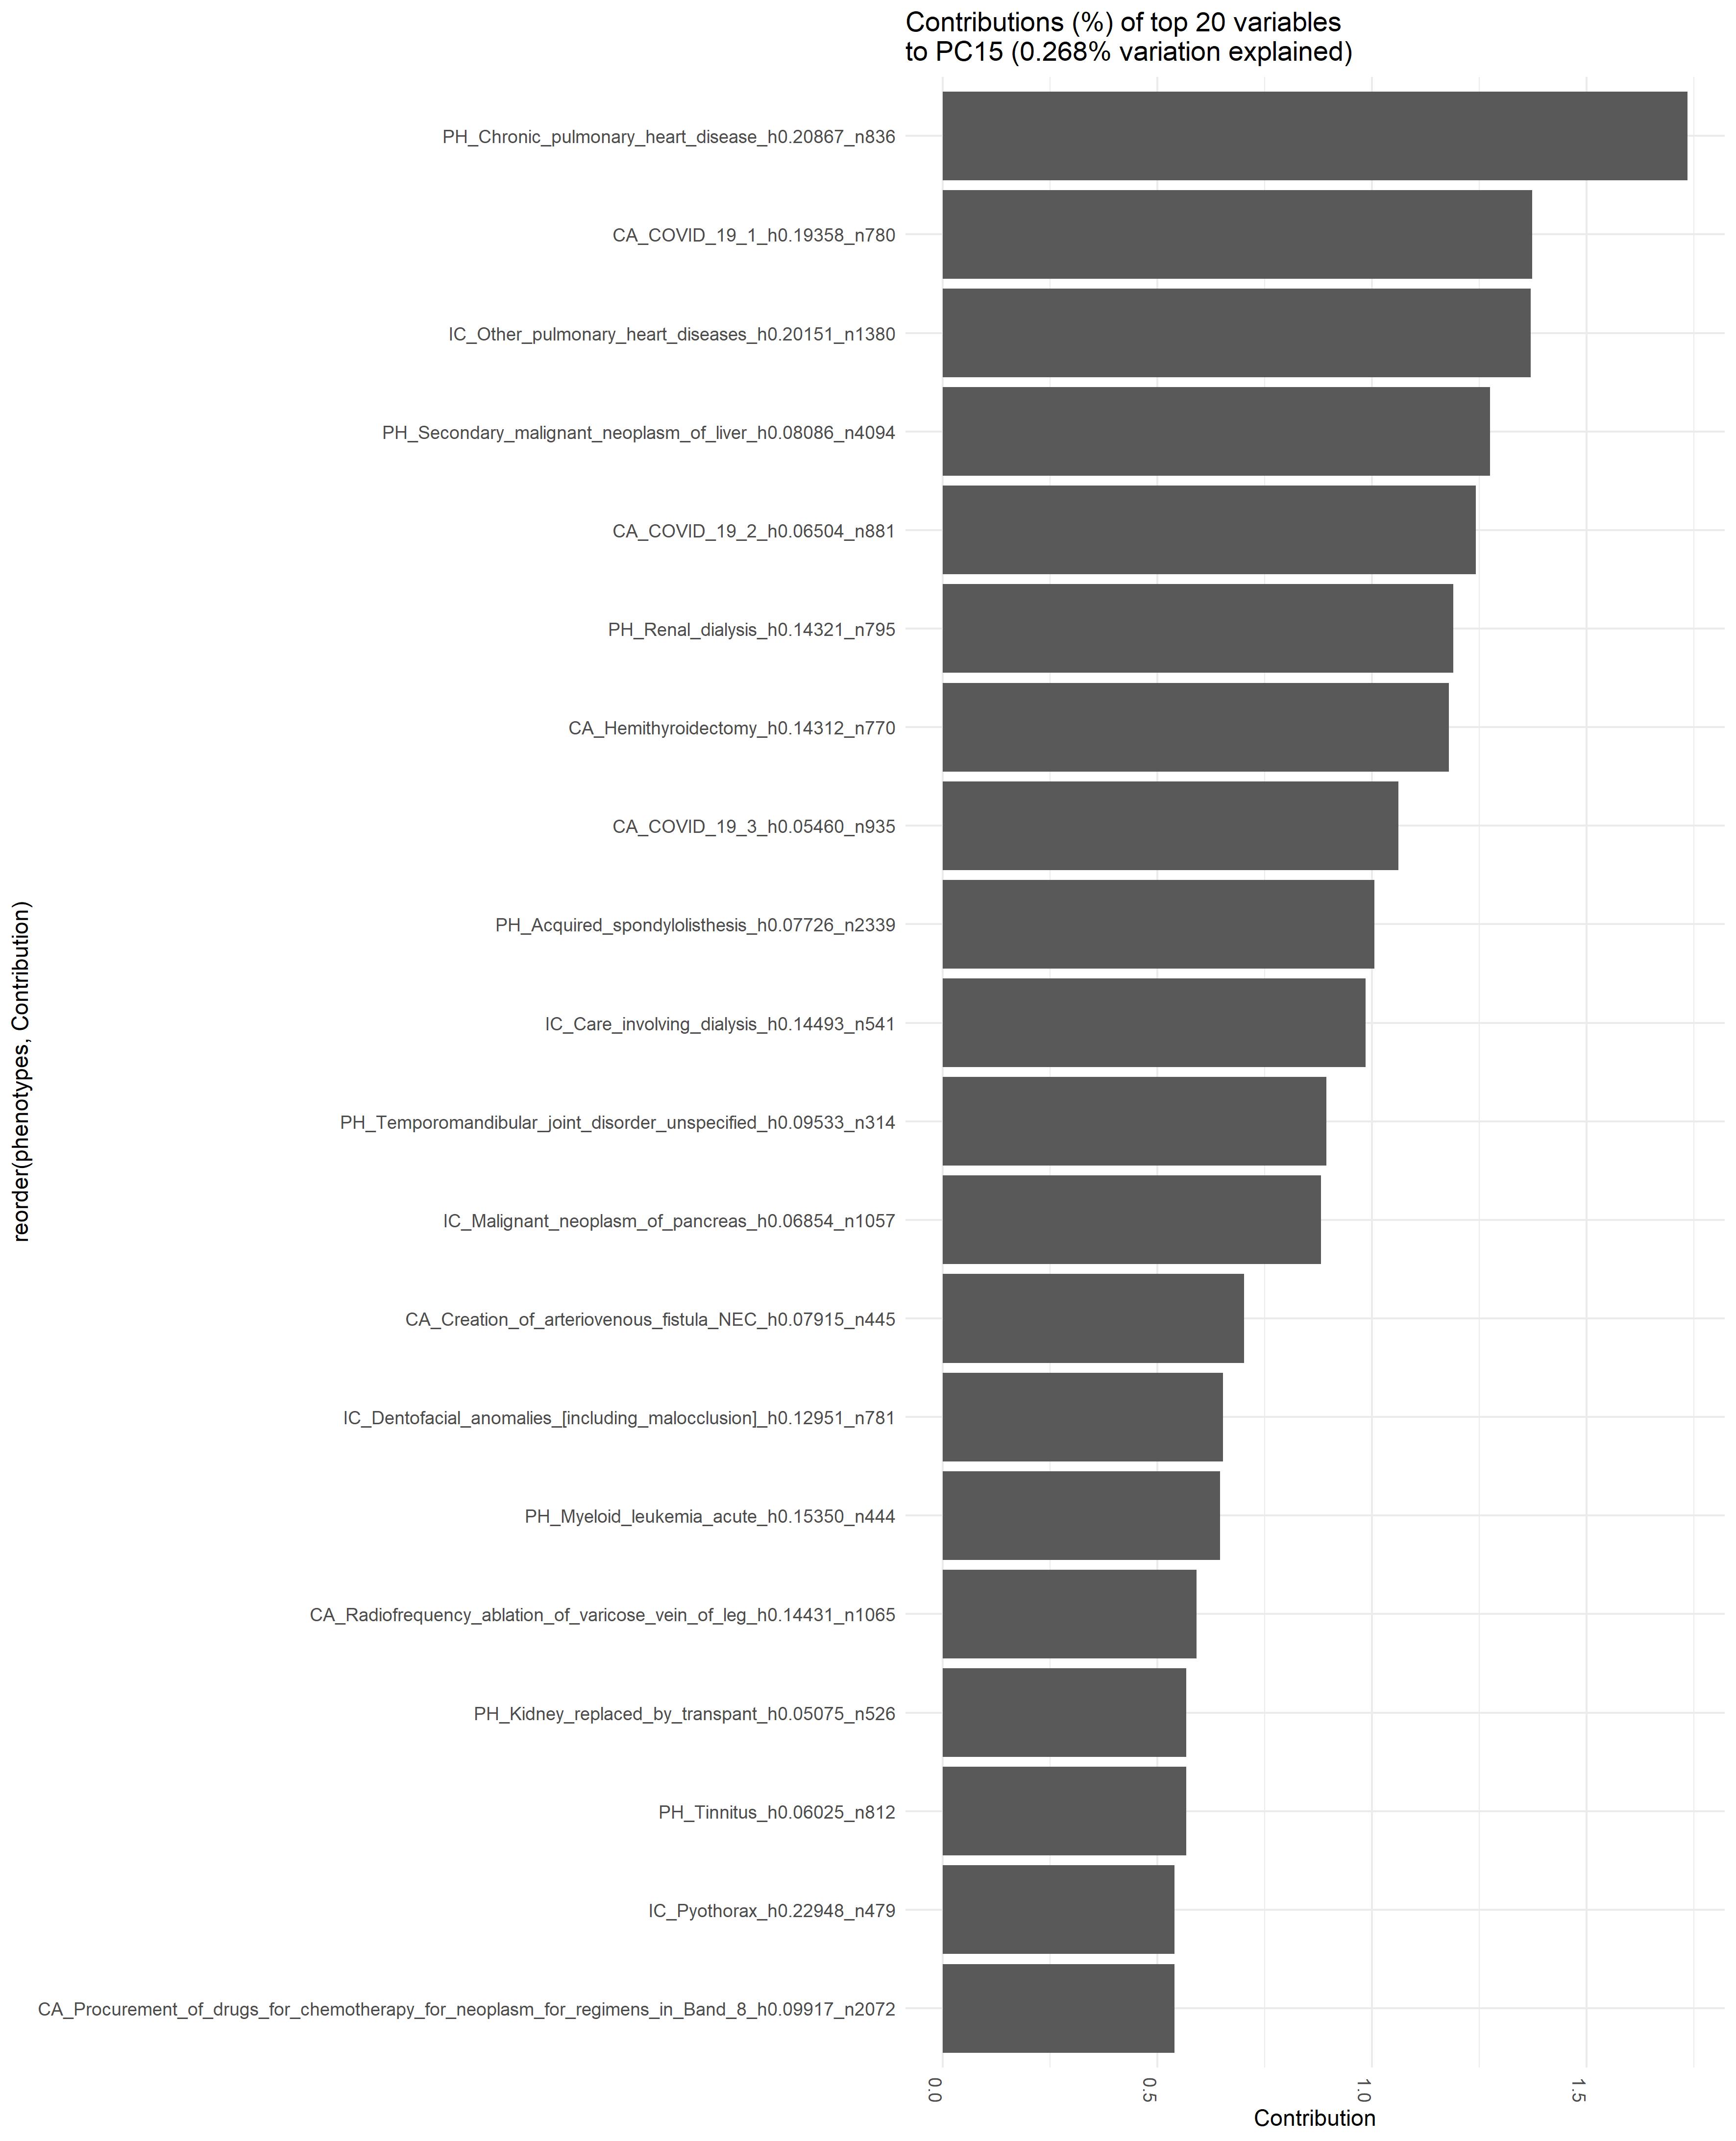 Contributions (%) of top 20 variables
to PC15 (0.268% variation explained)
PH_Chronic_pulmonary_heart_disease_h0.20867_n836
CA_COVID_19_1_h0.19358_n780
IC_Other_pulmonary_heart_diseases_h0.20151_n1380
PH_Secondary_malignant_neoplasm_of_liver_h0.08086_n4094
CA_COVID_19_2_h0.06504_n881
PH_Renal_dialysis_h0.14321_n795
CA_Hemithyroidectomy_h0.14312_n770
CA_COVID_19_3_h0.05460_n935
PH_Acquired_spondylolisthesis_h0.07726_n2339
IC_Care_involving_dialysis_h0.14493_n541
PH_Temporomandibular_joint_disorder_unspecified_h0.09533_n314
IC_Malignant_neoplasm_of_pancreas_h0.06854_n1057
CA_Creation_of_arteriovenous_fistula_NEC_h0.07915_n445
IC_Dentofacial_anomalies_[including_malocclusion]_h0.12951_n781
PH_Myeloid_leukemia_acute_h0.15350_n444
CA_Radiofrequency_ablation_of_varicose_vein_of_leg_h0.14431_n1065
PH_Kidney_replaced_by_transpant_h0.05075_n526
PH_Tinnitus_h0.06025_n812
IC_Pyothorax_h0.22948_n479
CA_Procurement_of_drugs_for_chemotherapy_for_neoplasm_for_regimens_in_Band_8_h0.09917_n2072
reorder(phenotypes, Contribution)
0.0
0.5
1.0
1.5
Contribution